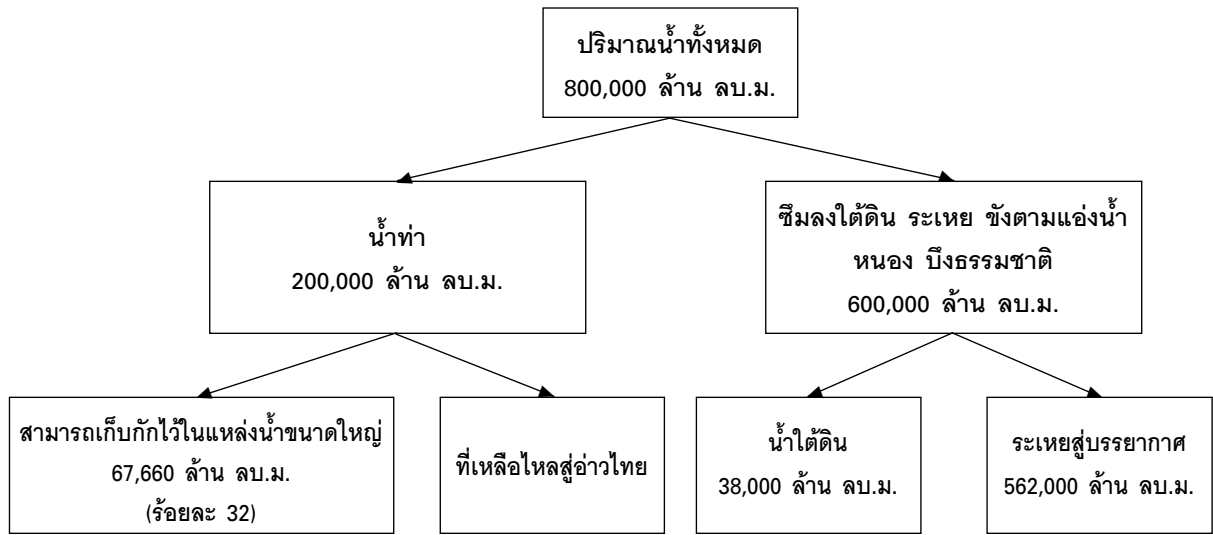 ปริมาณน้ำทั้งหมด
800,000 ล้าน ลบ.ม.
น้ำท่า
200,000 ล้าน ลบ.ม.
ซึมลงใต้ดิน ระเหย ขังตามแอ่งน้ำ
หนอง บึงธรรมชาติ
600,000 ล้าน ลบ.ม.
สามารถเก็บกักไว้ในแหล่งน้ำขนาดใหญ่
67,660 ล้าน ลบ.ม.
(ร้อยละ 32)
ที่เหลือไหลสู่อ่าวไทย
น้ำใต้ดิน
38,000 ล้าน ลบ.ม.
ระเหยสู่บรรยากาศ
562,000 ล้าน ลบ.ม.